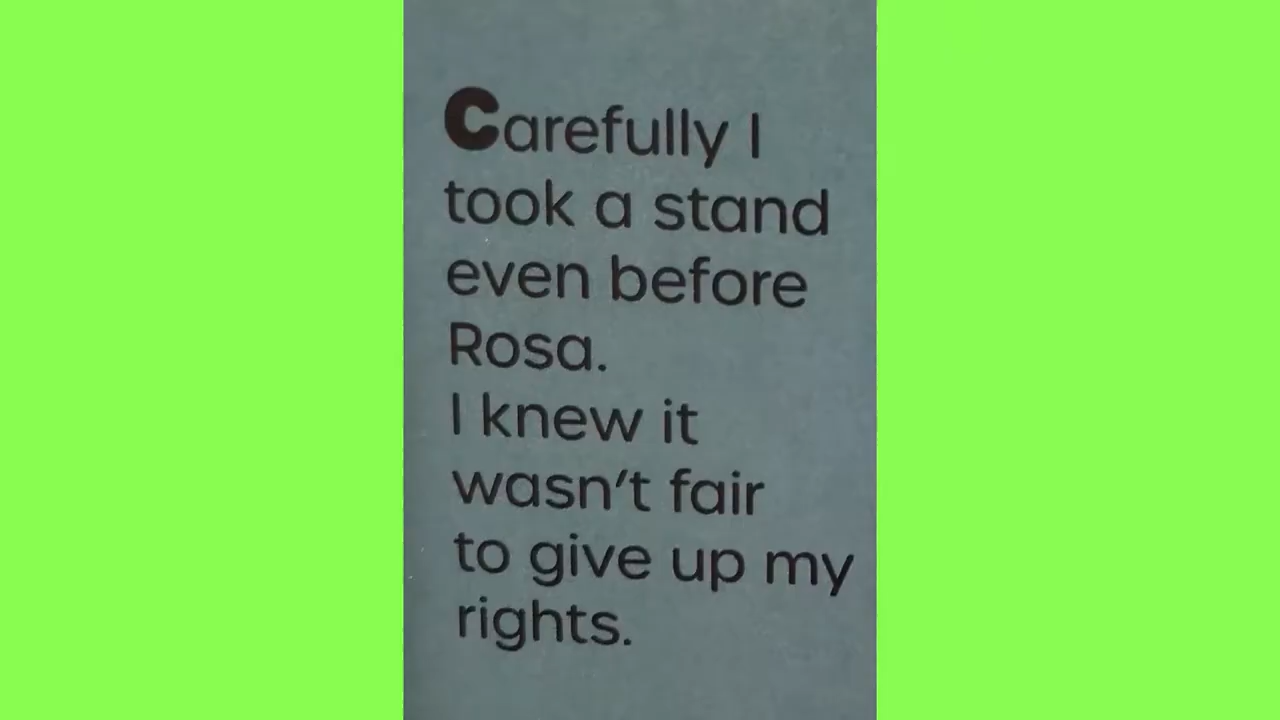 Carefully I
took a stand
even before
Rosa.
I knew it
wasn't fair
to give up my
rights.